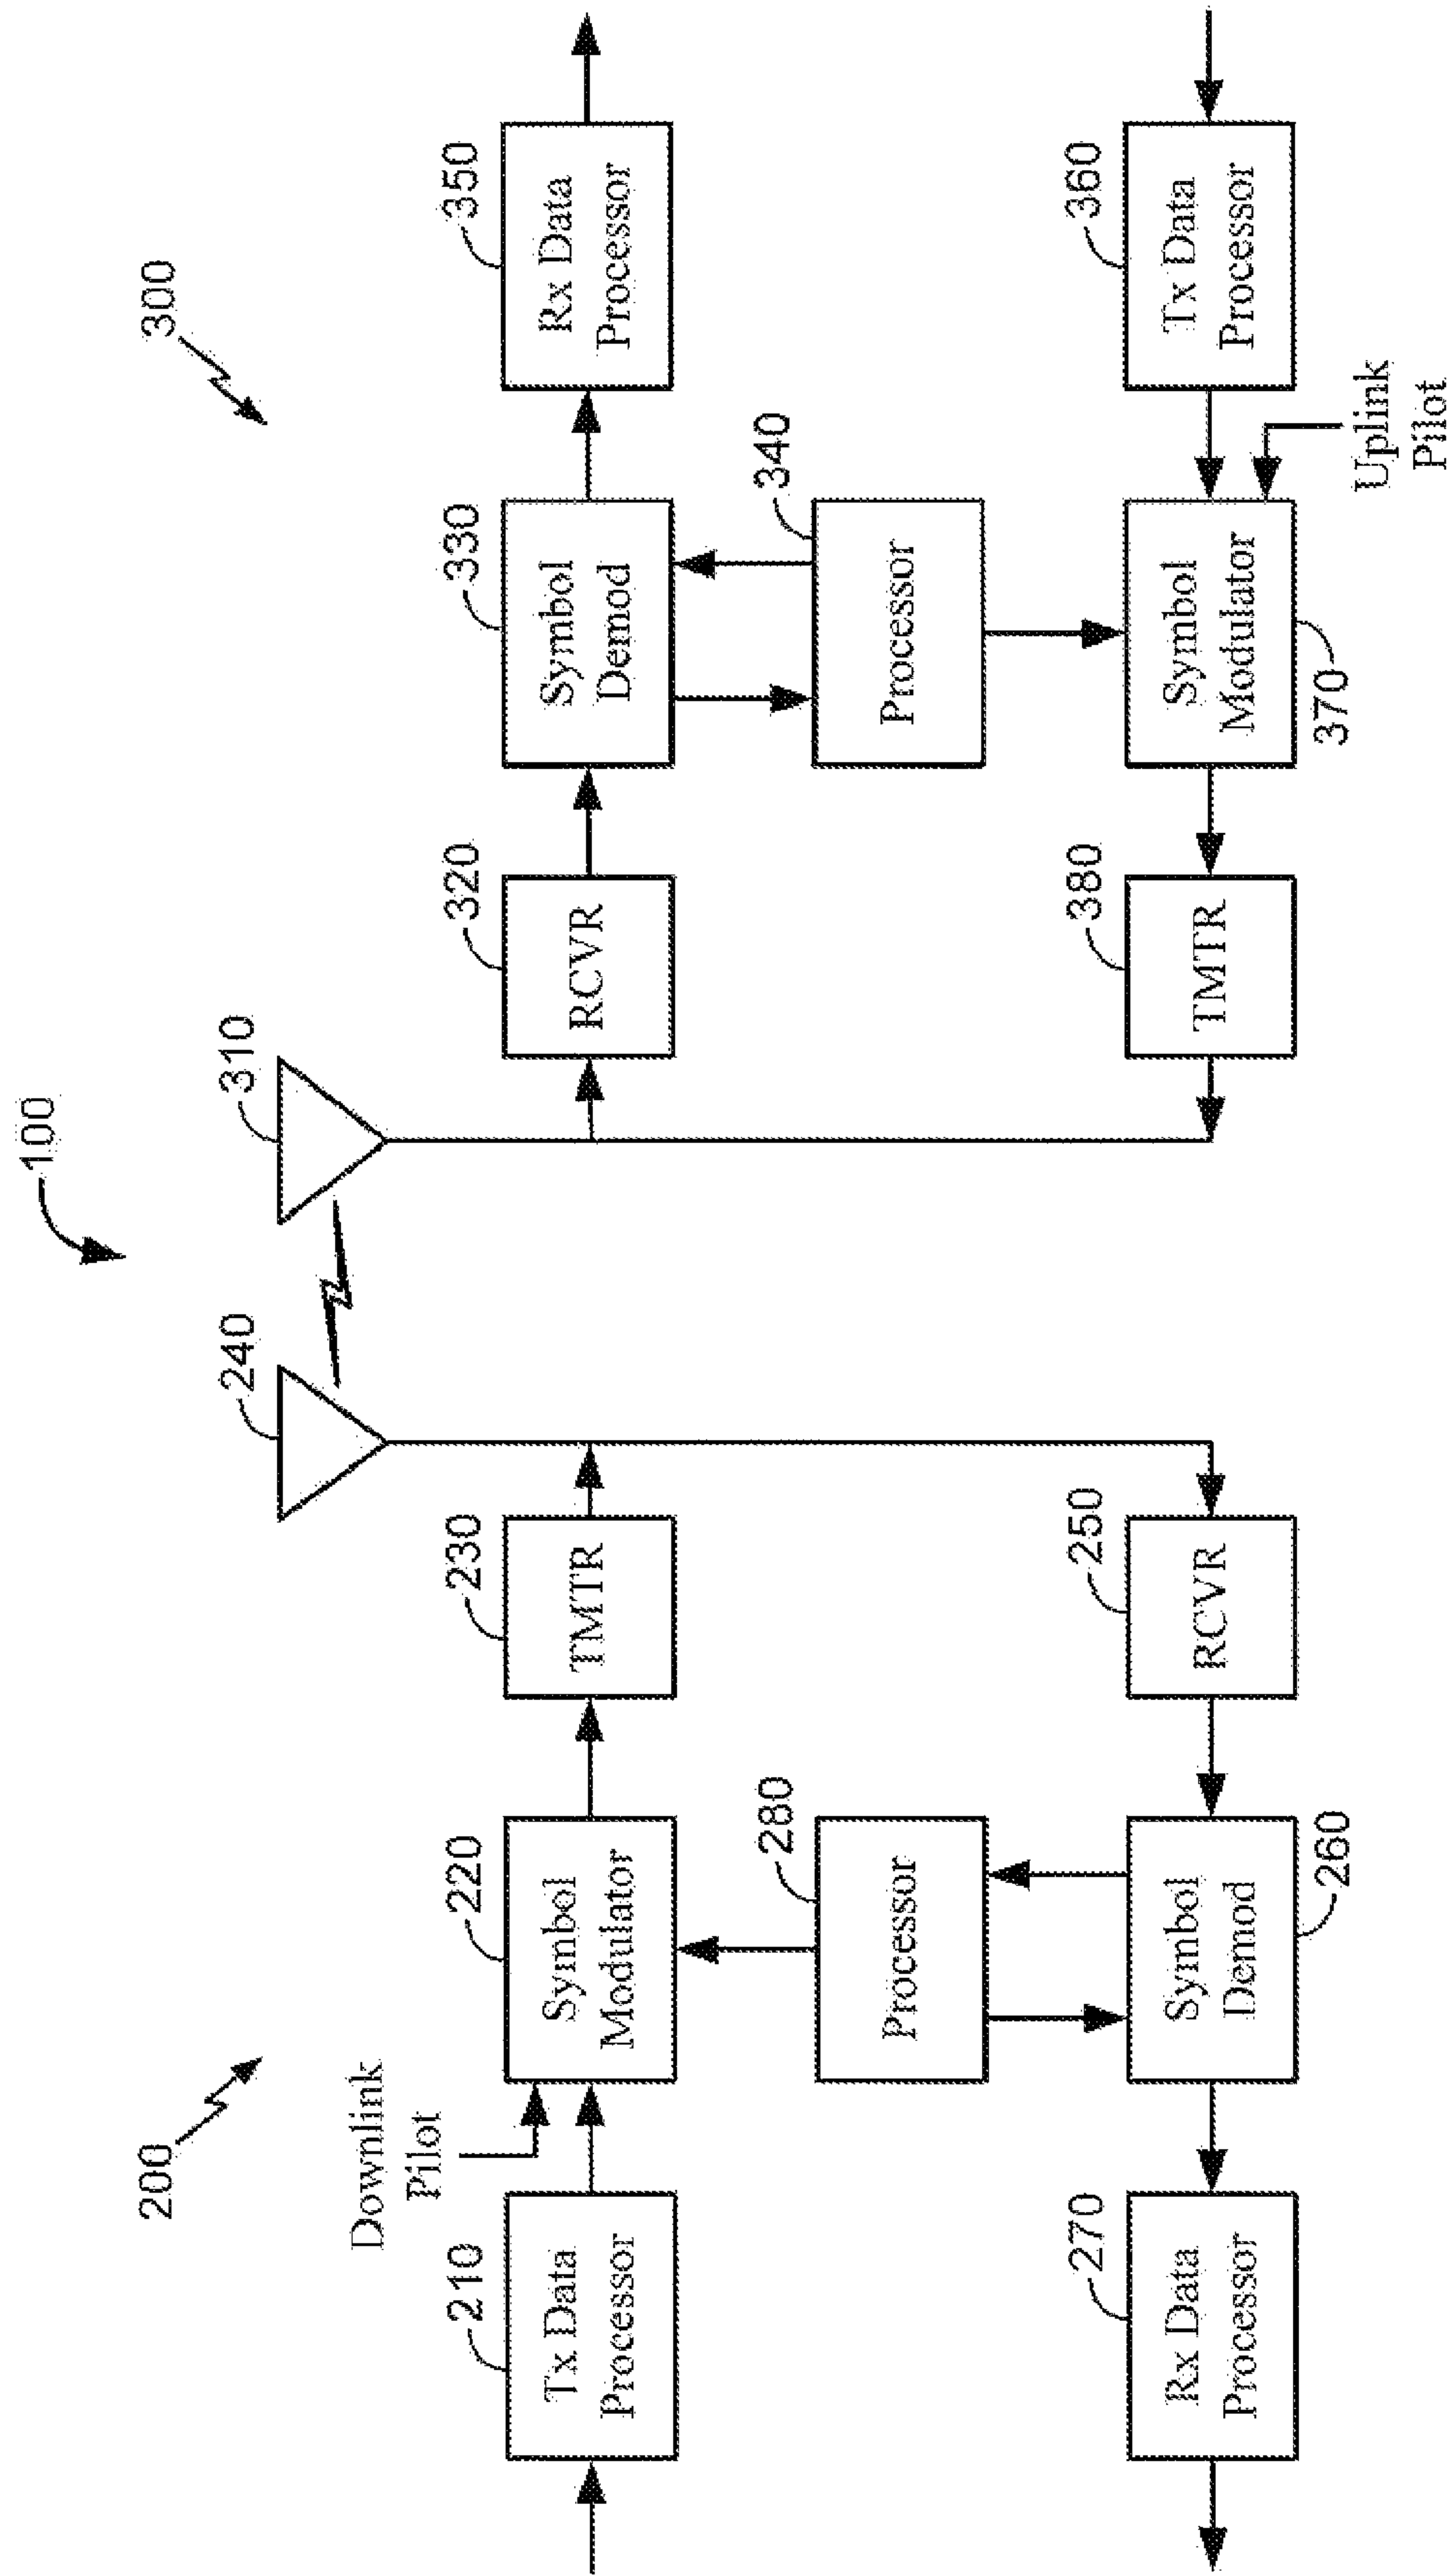 100
200
300
240
310
Downlink
Pilot
210
Tx Data
Processor
220
Symbol
Modulator
230
TMTR
320
RCVR
330
Symbol
Demod
350
Rx Data
Processor
280
Processor
340
Processor
270
Rx Data
Processor
Symbol
Demod
260
250
RCVR
380
TMTR
Symbol
Modulator
370
360
Tx Data
Processor
Uplink
Pilot